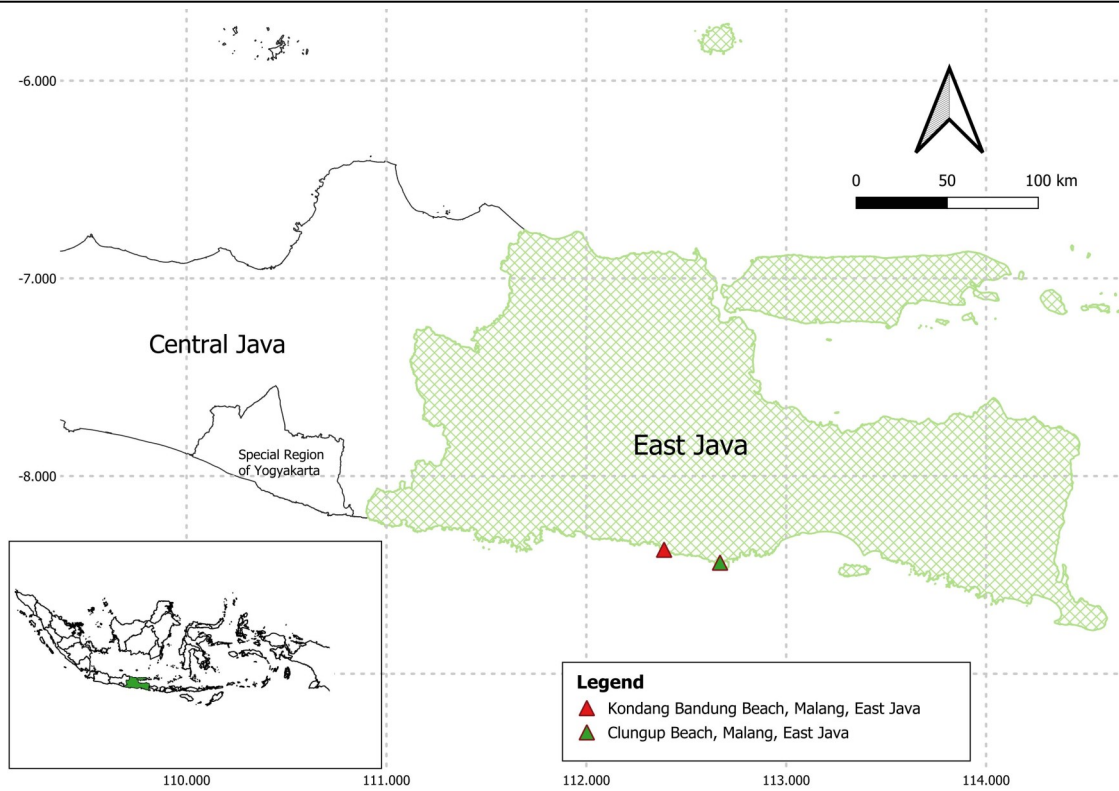 -6.000
0 50 100 km
-7.000
Central Java
East Java
Special Region
of Yogyakarta
-8.000
Legend
Kondang Bandung Beach, Malang, East Java
Clungup Beach, Malang, East Java
110.000 111.000 112.000 113.000 114.000